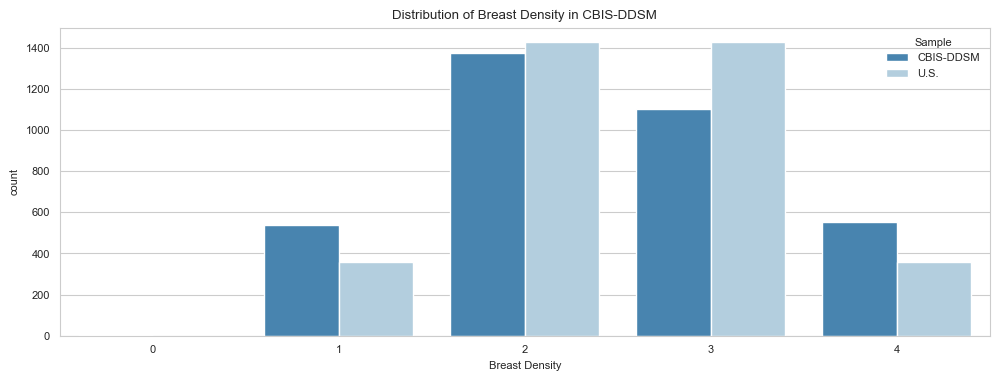 Distribution of Breast Density in CBIS-DDSM
Sample
CBIS-DDSM
U.S.
1400
1200
1000
800
600
400
200
0
count
0 1 2 3 4
Breast Density